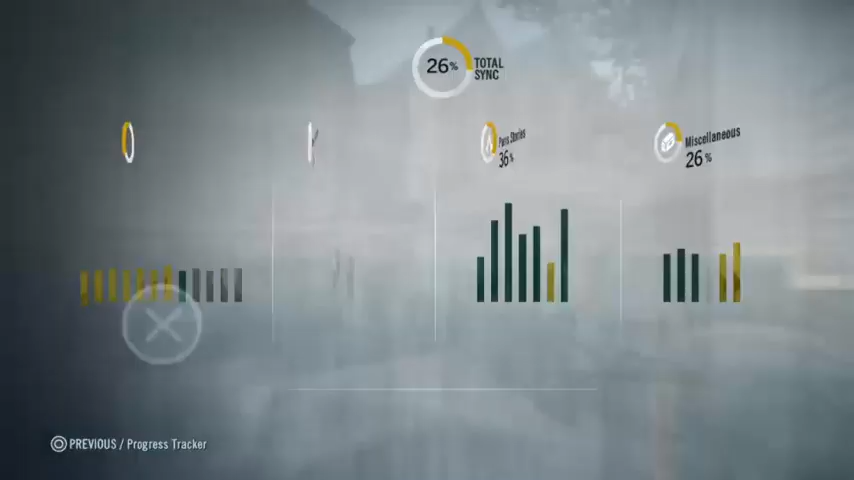 26%
TOTAL
SYNC
Paris Stories
36%
Miscellaneous
26%
PREVIOUS / Progress Tracker